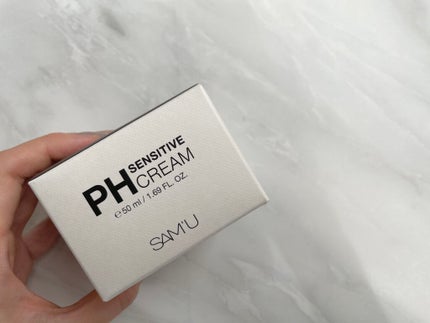 PH SENSITIVE
CREAM
℮ 50 ml / 1.69 FL. OZ.
SAM'U